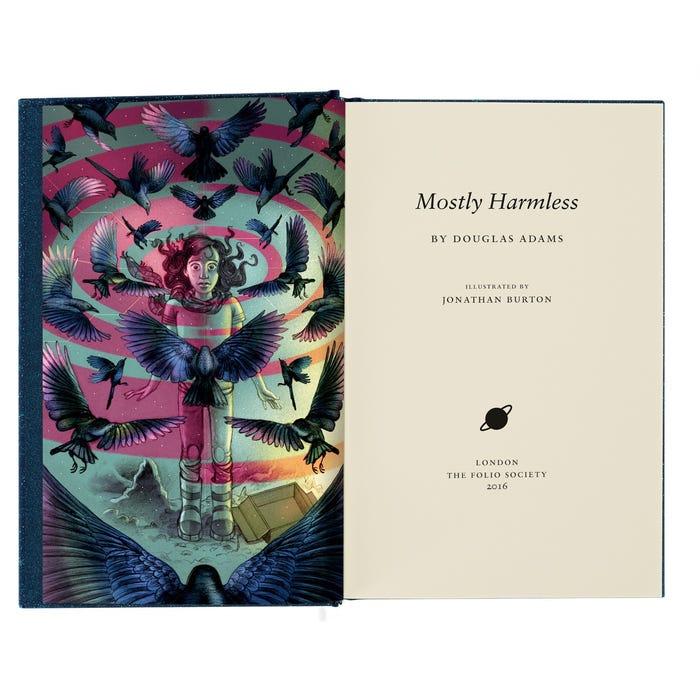 Mostly Harmless
BY DOUGLAS ADAMS
ILLUSTRATED BY
JONATHAN BURTON
LONDON
THE FOLIO SOCIETY
2016